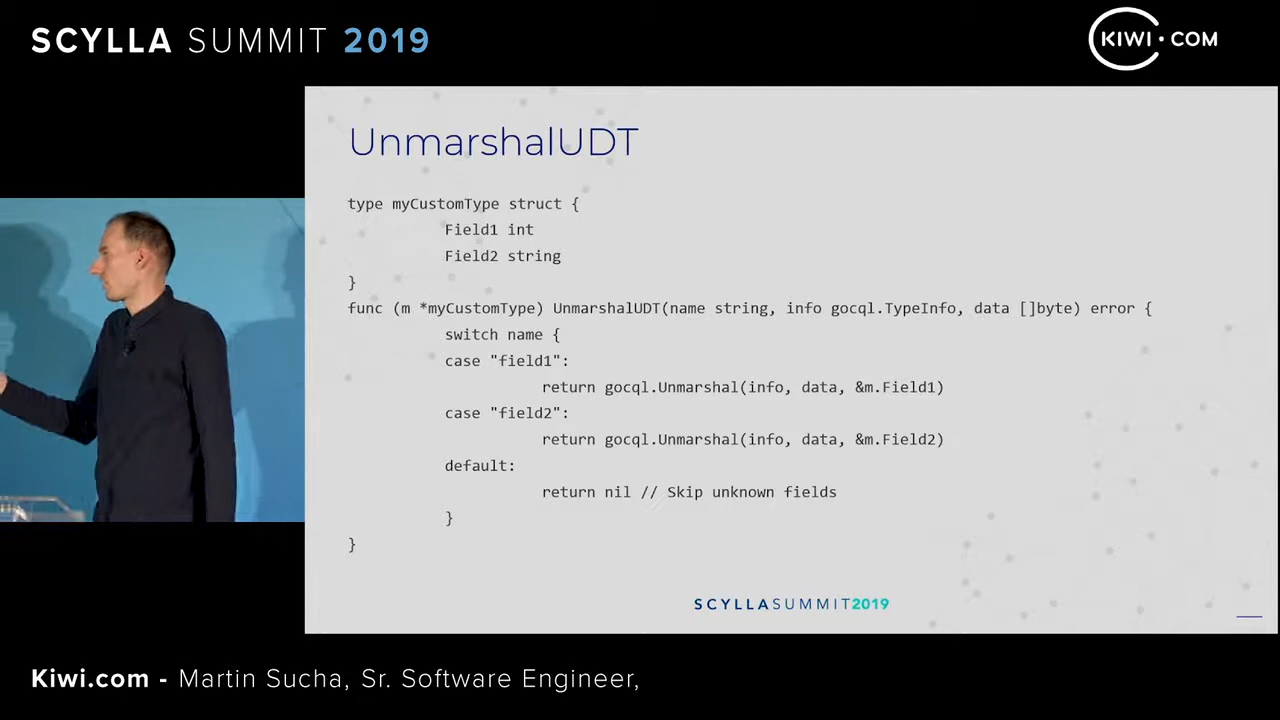 SCYLLA SUMMIT 2019
KIWI.COM
UnmarshalUDT
type myCustomType struct {
Field1 int
Field2 string
}
func (m *myCustomType) UnmarshalUDT(name string, info gocql.TypeInfo, data []byte) error {
switch name {
case "field1":
return gocql.Unmarshal(info, data, &m.Field1)
case "field2":
return gocql.Unmarshal(info, data, &m.Field2)
default:
return nil // Skip unknown fields
}
}
SCYLLASUMMIT2019
Kiwi.com - Martin Sucha, Sr. Software Engineer,